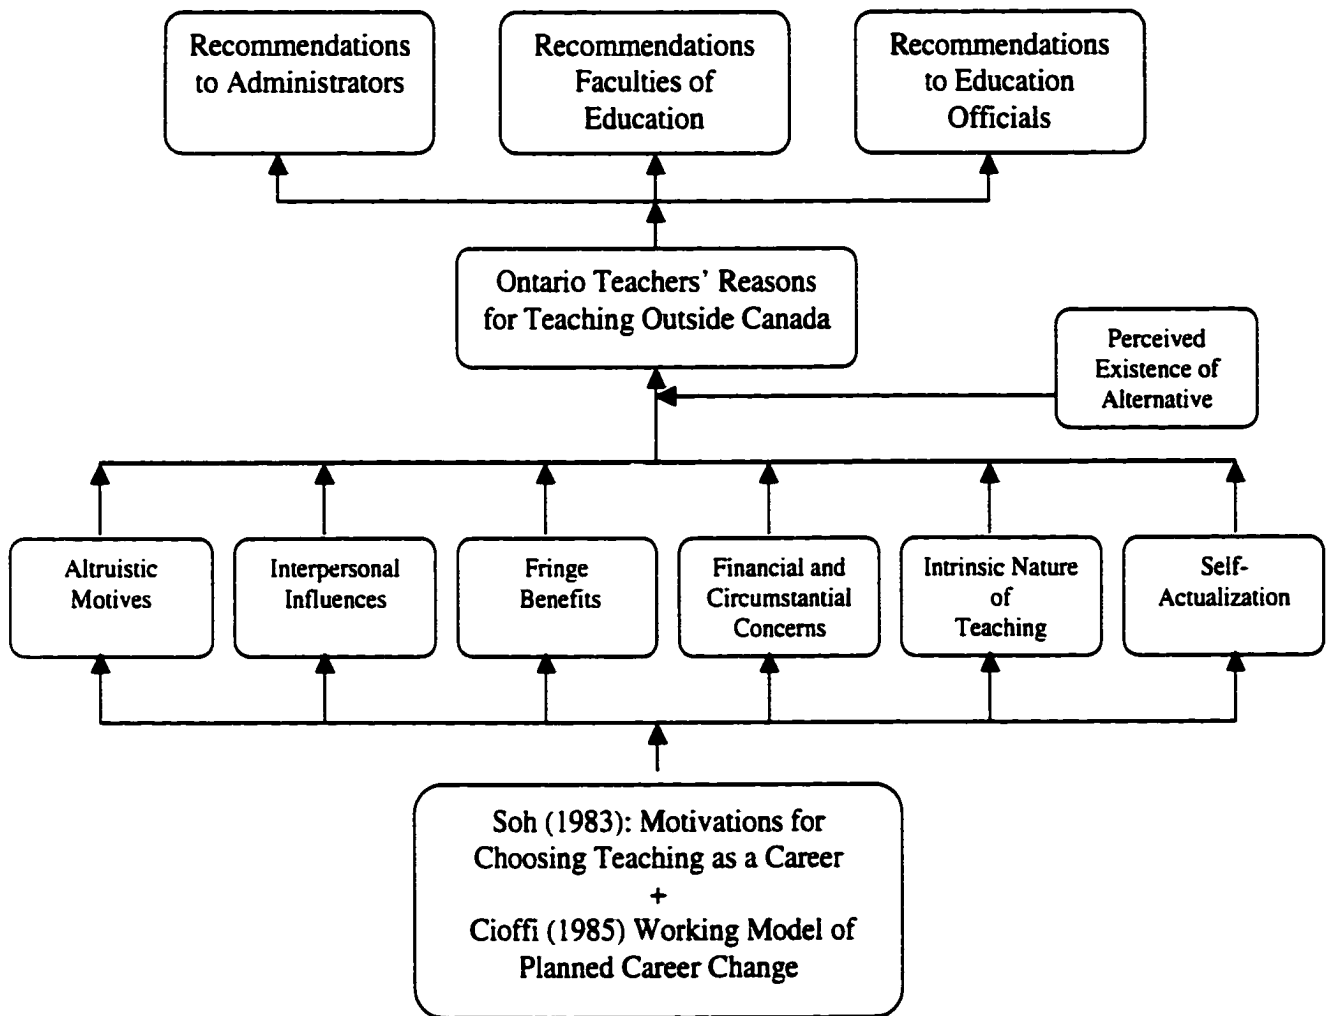 Recommendations
to Administrators
Recommendations
Faculties of
Education
Recommendations
to Education
Officials
Ontario Teachers' Reasons
for Teaching Outside Canada
Perceived
Existence of
Alternative
Altruistic
Motives
Interpersonal
Influences
Fringe
Benefits
Financial and
Circumstantial
Concerns
Intrinsic Nature
of
Teaching
Self-
Actualization
Soh (1983): Motivations for
Choosing Teaching as a Career
+
Cioffi (1985) Working Model of
Planned Career Change